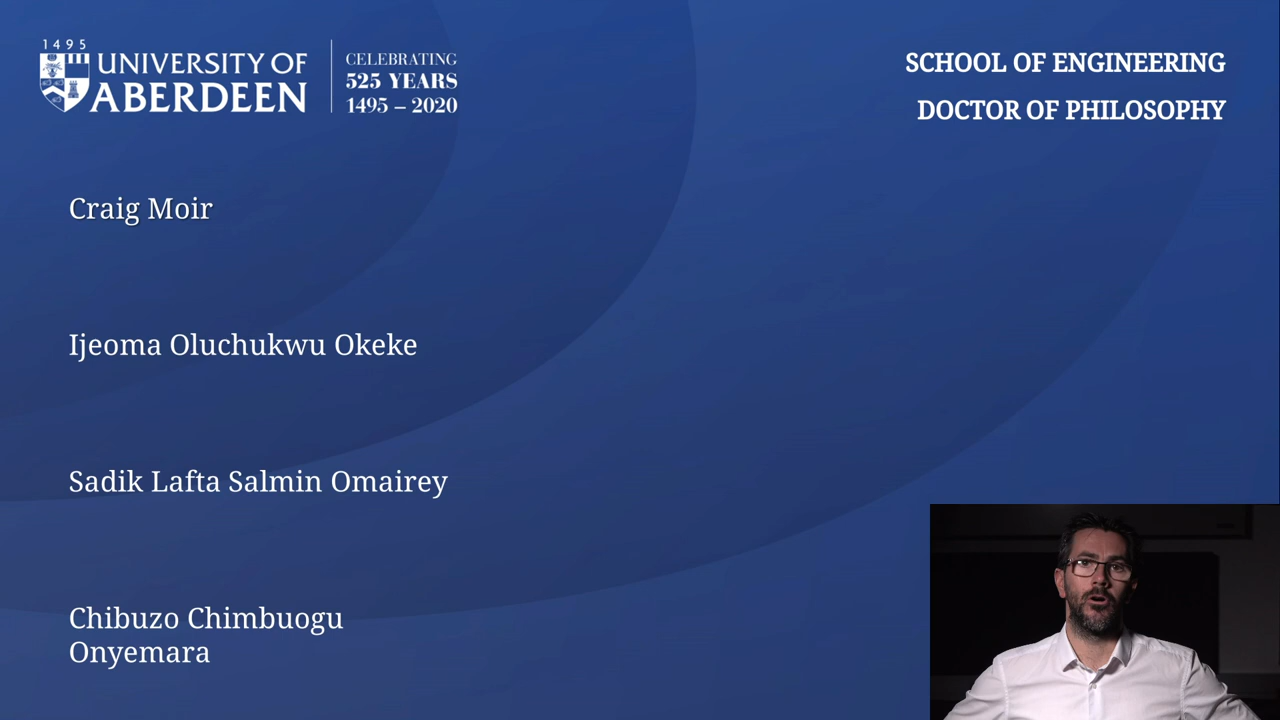 1495
UNIVERSITY OF
ABERDEEN
CELEBRATING
525 YEARS
1495 – 2020
SCHOOL OF ENGINEERING
DOCTOR OF PHILOSOPHY
Craig Moir
Ijeoma Oluchukwu Okeke
Sadik Lafta Salmin Omairey
Chibuzo Chimbuogu
Onyemara